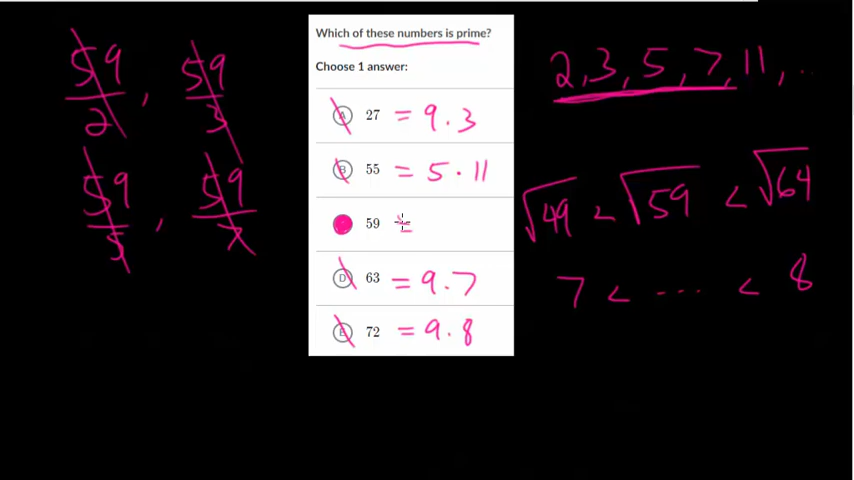 59/2, 59/3
59/5, 59/7
Which of these numbers is prime?
Choose 1 answer:
A 27 = 9.3
B 55 = 5·11
59 =
D 63 = 9.7
E 72 = 9.8
2,3,5,7,11,...
√49 < √59 < √64
7 < .... < 8